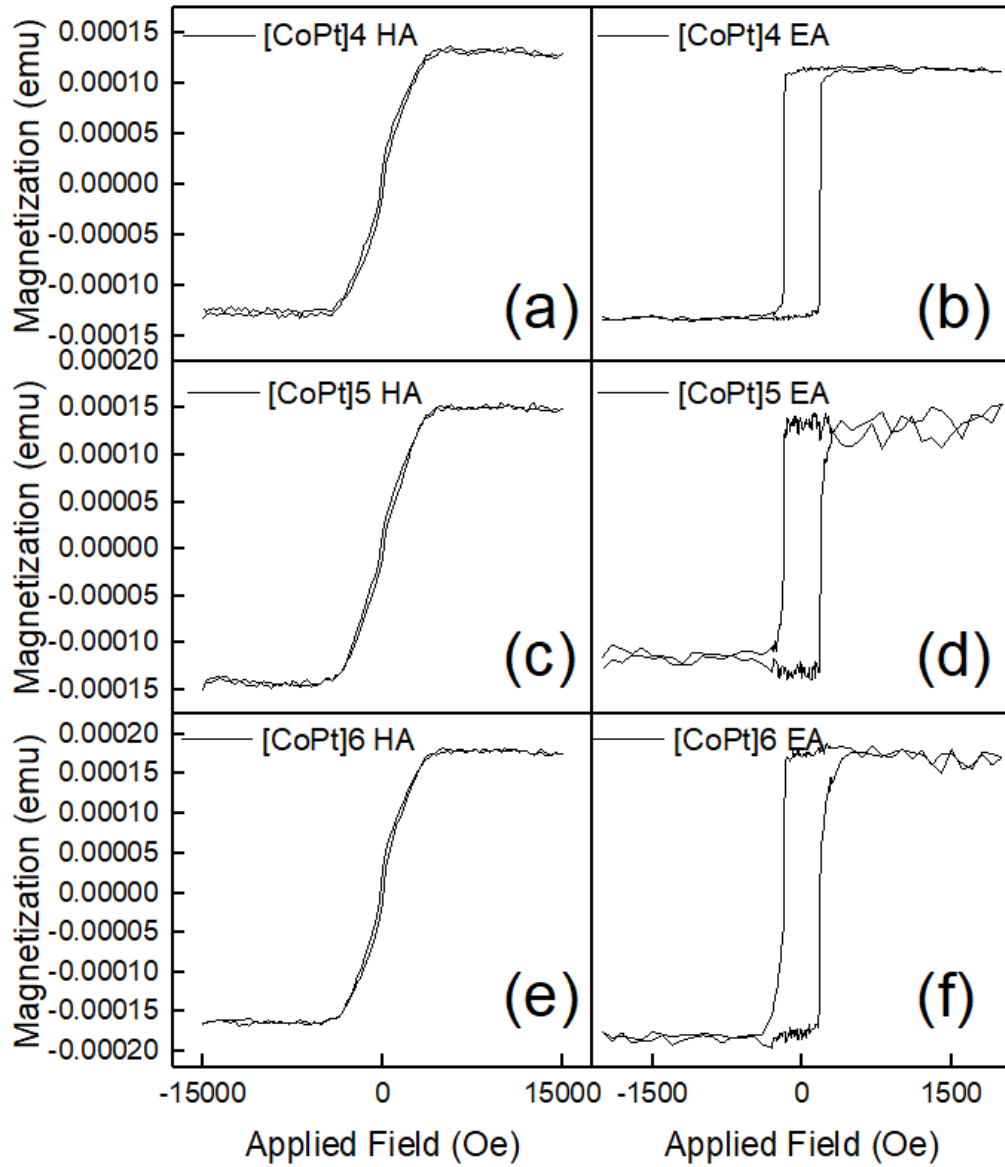 [CoPt]4 HA
[CoPt]4 EA
0.00015
0.00010
0.00005
0.00000
-0.00005
-0.00010
-0.00015
Magnetization (emu)
(a)
(b)
[CoPt]5 HA
[CoPt]5 EA
0.00020
0.00015
0.00010
0.00005
0.00000
-0.00005
-0.00010
-0.00015
Magnetization (emu)
(c)
(d)
[CoPt]6 HA
[CoPt]6 EA
0.00020
0.00015
0.00010
0.00005
0.00000
-0.00005
-0.00010
-0.00015
-0.00020
Magnetization (emu)
(e)
(f)
-15000 0 15000
-1500 0 1500
Applied Field (Oe)
Applied Field (Oe)